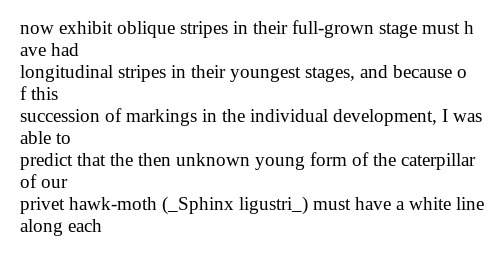 now exhibit oblique stripes in their full-grown stage must h
ave had
longitudinal stripes in their youngest stages, and because o
f this
succession of markings in the individual development, I was
able to
predict that the then unknown young form of the caterpillar
of our
privet hawk-moth (_Sphinx ligustri_) must have a white line
along each